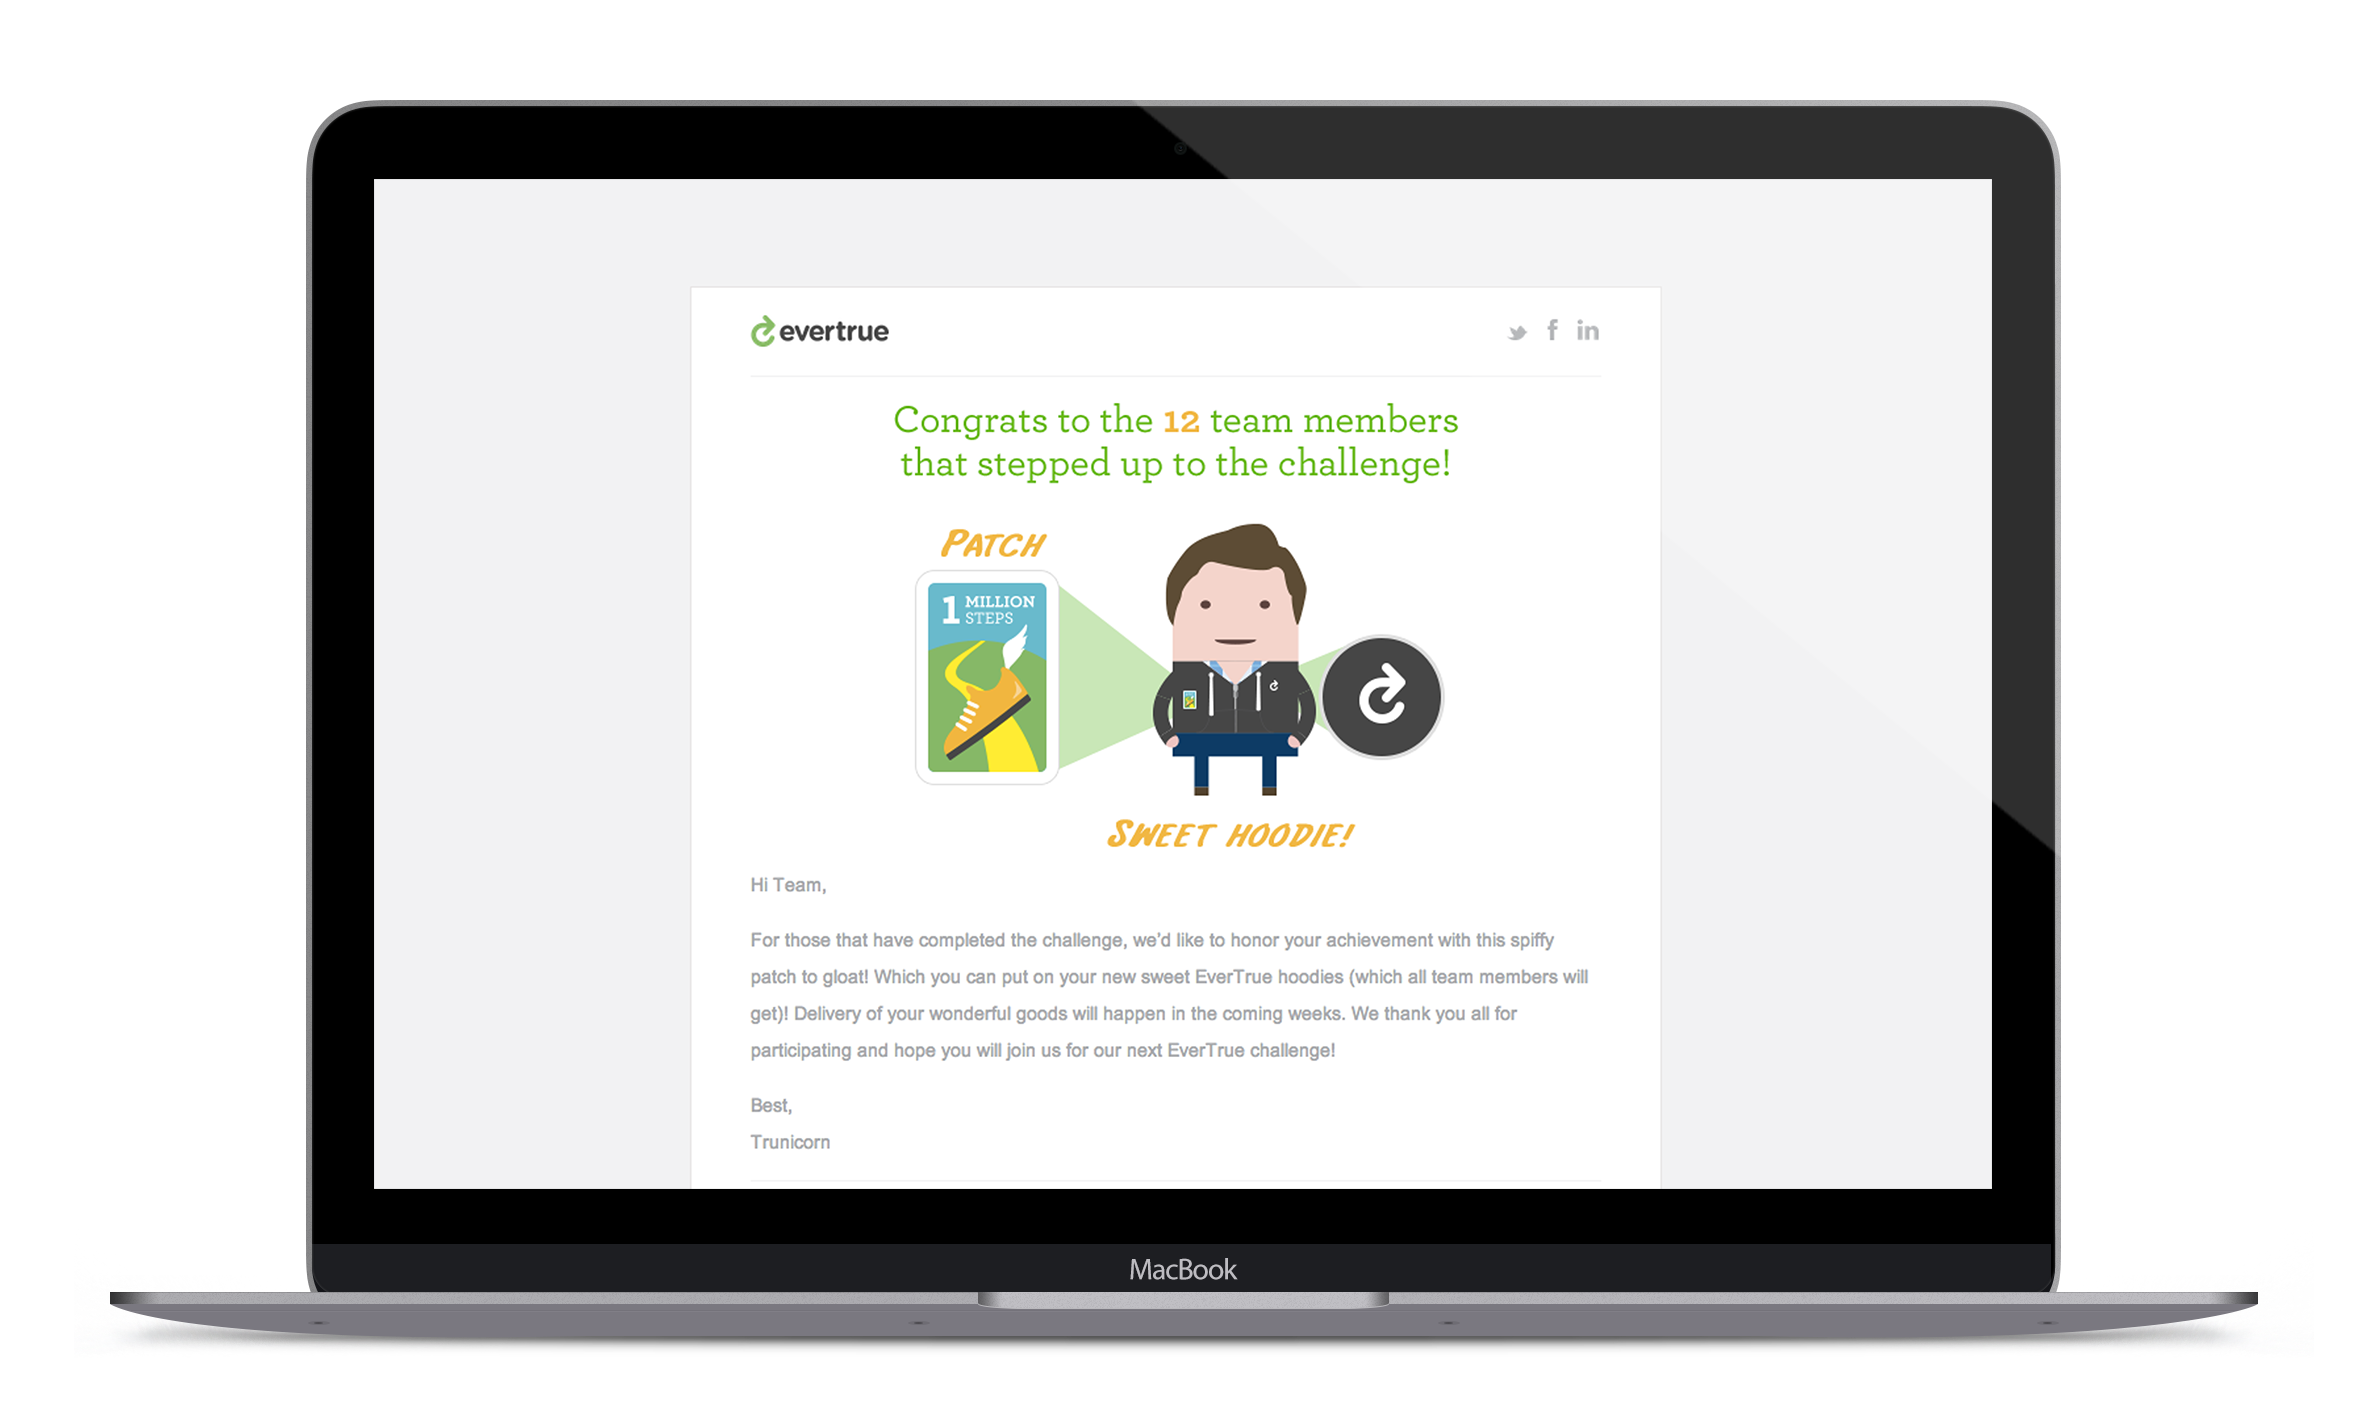 evertrue
Congrats to the 12 team members
that stepped up to the challenge!
PATCH
1 MILLION
STEPS
SWEET HOODIE!
Hi Team,
For those that have completed the challenge, we'd like to honor your achievement with this spiffy
patch to gloat! Which you can put on your new sweet EverTrue hoodies (which all team members will
get)! Delivery of your wonderful goods will happen in the coming weeks. We thank you all for
participating and hope you will join us for our next EverTrue challenge!
Best,
Trunicorn
MacBook